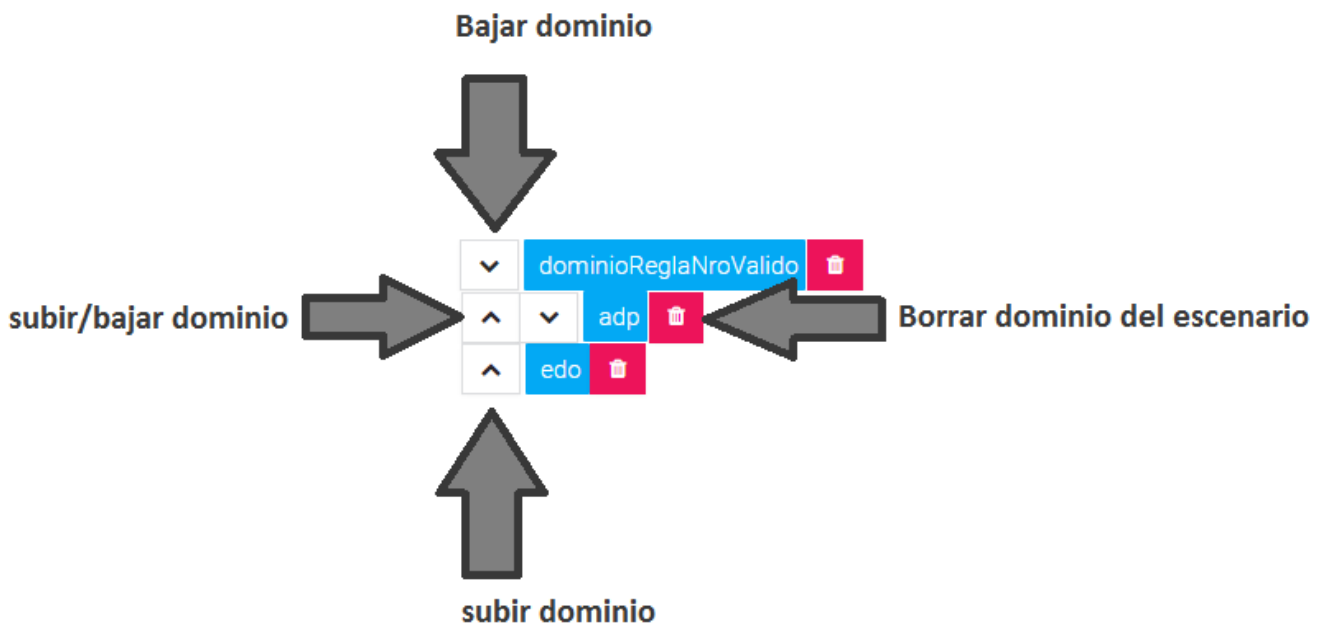 Bajar dominio
dominioReglaNroValido
subir/bajar dominio
adp
Borrar dominio del escenario
edo
subir dominio